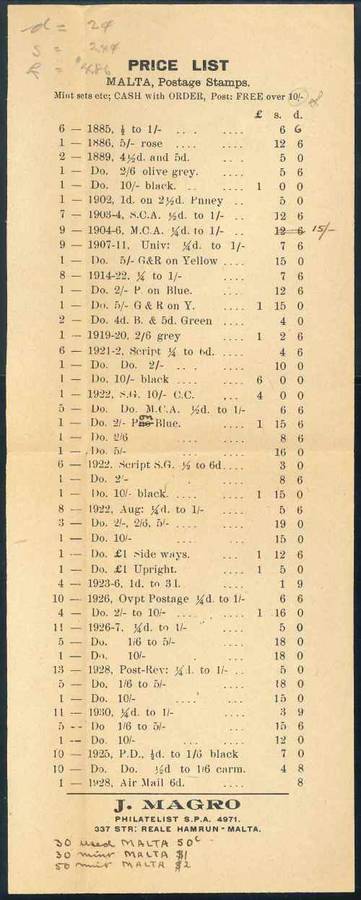 d = 2¢
s = 24¢
£ = $4.86
PRICE LIST
MALTA, Postage Stamps.
Mint sets etc; CASH with ORDER, Post: FREE over 10/-
£ s. d.
6 — 1885, ½ to 1/- .... .... 6 6
1 — 1886, 5/- rose .... .... 12 6
2 — 1889, 4½d. and 5d. .... 5 0
1 — Do. 2/6 olive grey. .... 5 6
1 — Do. 10/- black. .. .... 1 0 0
1 — 1902, 1d. on 2½d. Pnney .. 5 0
7 — 1903-4, S.C.A. ½d. to 1/- .. 12 6
9 — 1904-6, M.C.A. ¼d. to 1/- .. 12 6 15/-
9 — 1907-11, Univ: ¼d. to 1/- 7 6
1 — Do. 5/- G&R on Yellow .... 15 0
8 — 1914-22, ¼ to 1/- .... 7 6
1 — Do. 2/- P. on Blue. .... 12 6
1 — Do. 5/- G & R on Y. .... 1 15 0
2 — Do. 4d. B. & 5d. Green .... 4 0
1 — 1919-20, 2/6 grey .... 1 2 6
6 — 1921-2, Script ¼ to 6d. .... 4 6
1 — Do. Do. 2/- .. .... 10 0
1 — Do. 10/- black .... .... 6 0 0
1 — 1922, S.G. 10/- C.C. .. 4 0 0
5 — Do. Do. M.C.A. ½d. to 1/- 6 6
1 — Do. 2/- P. on Blue. .... 1 15 6
1 — Do. 2/6 .... .... 8 6
1 — Do. 5/- .... .... 16 0
6 — 1922. Script S.G. ½ to 6d .... 3 0
1 — Do. 2/- .... .... 8 6
1 — Do. 10/- black. .... .... 1 15 0
8 — 1922, Aug: ¼d. to 1/- .... 5 6
3 — Do. 2/-, 2/6, 5/- .... .... 19 0
1 — Do. 10/- .... .... 15 0
1 — Do. £1 Side ways. ... 1 12 6
1 — Do. £1 Upright. .... 1 5 0
4 — 1923-6, 1d. to 3d. .... 1 9
10 — 1926, Ovpt Postage ¼d. to 1/- 6 6
4 — Do. 2/- to 10/- .... .... 1 16 0
11 — 1926-7, ¼d. to 1/- .... 5 0
5 — Do. 1/6 to 5/- .... 18 0
1 — Do. 10/- ... 18 0
13 — 1928, Post-Rev: ¼d. to 1/- .. 5 0
5 — Do. 1/6 to 5/- .... 18 0
1 — Do. 10/- .... .... 15 0
11 — 1930, ¼d. to 1/- .... 3 9
5 — Do 1/6 to 5/- .... 15 6
1 — Do. 10/- .... ... 12 0
10 — 1925, P.D., ½d. to 1/6 black 7 0
10 — Do. Do. ½d to 1/6 carm. 4 8
1 — 1928, Air Mail 6d. .... 8
J. MAGRO
PHILATELIST S.P.A. 4971.
337 STR: REALE HAMRUN - MALTA.
30 used MALTA 50¢
30 mint MALTA $1
50 mint MALTA $2